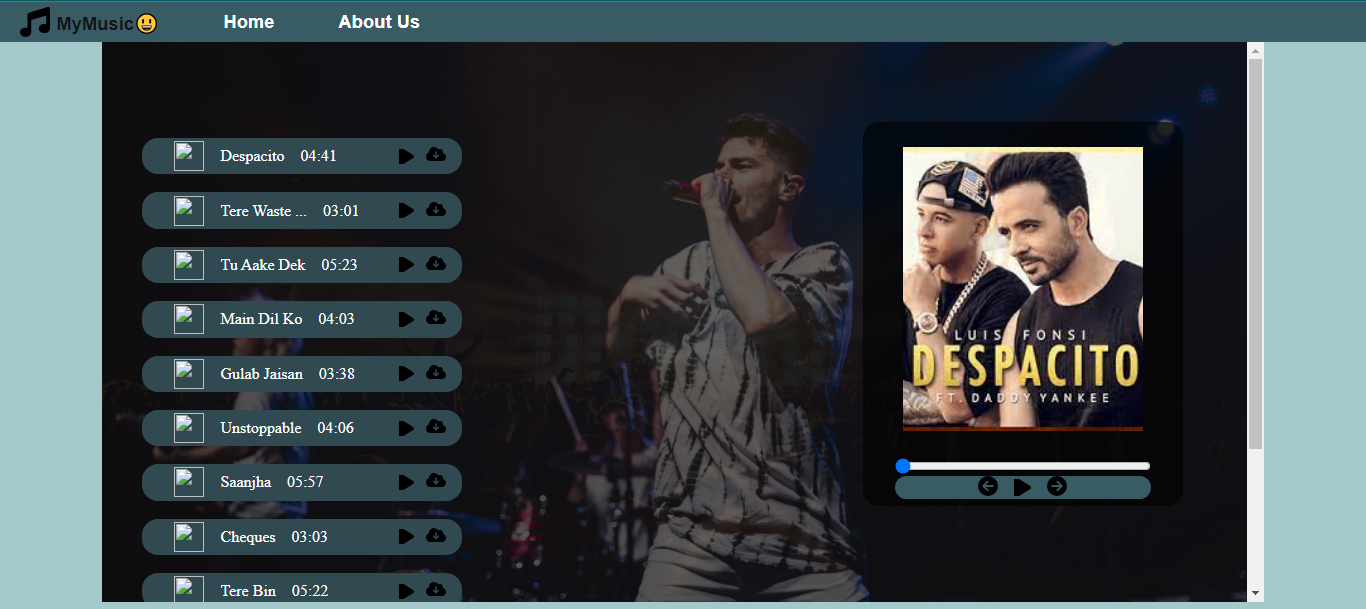 MyMusic😃 Home About Us
Despacito 04:41
Tere Waste ... 03:01
Tu Aake Dek 05:23
Main Dil Ko 04:03
Gulab Jaisan 03:38
Unstoppable 04:06
Saanjha 05:57
Cheques 03:03
Tere Bin 05:22
LUIS FONSI
DESPACITO
FT. DADDY YANKEE